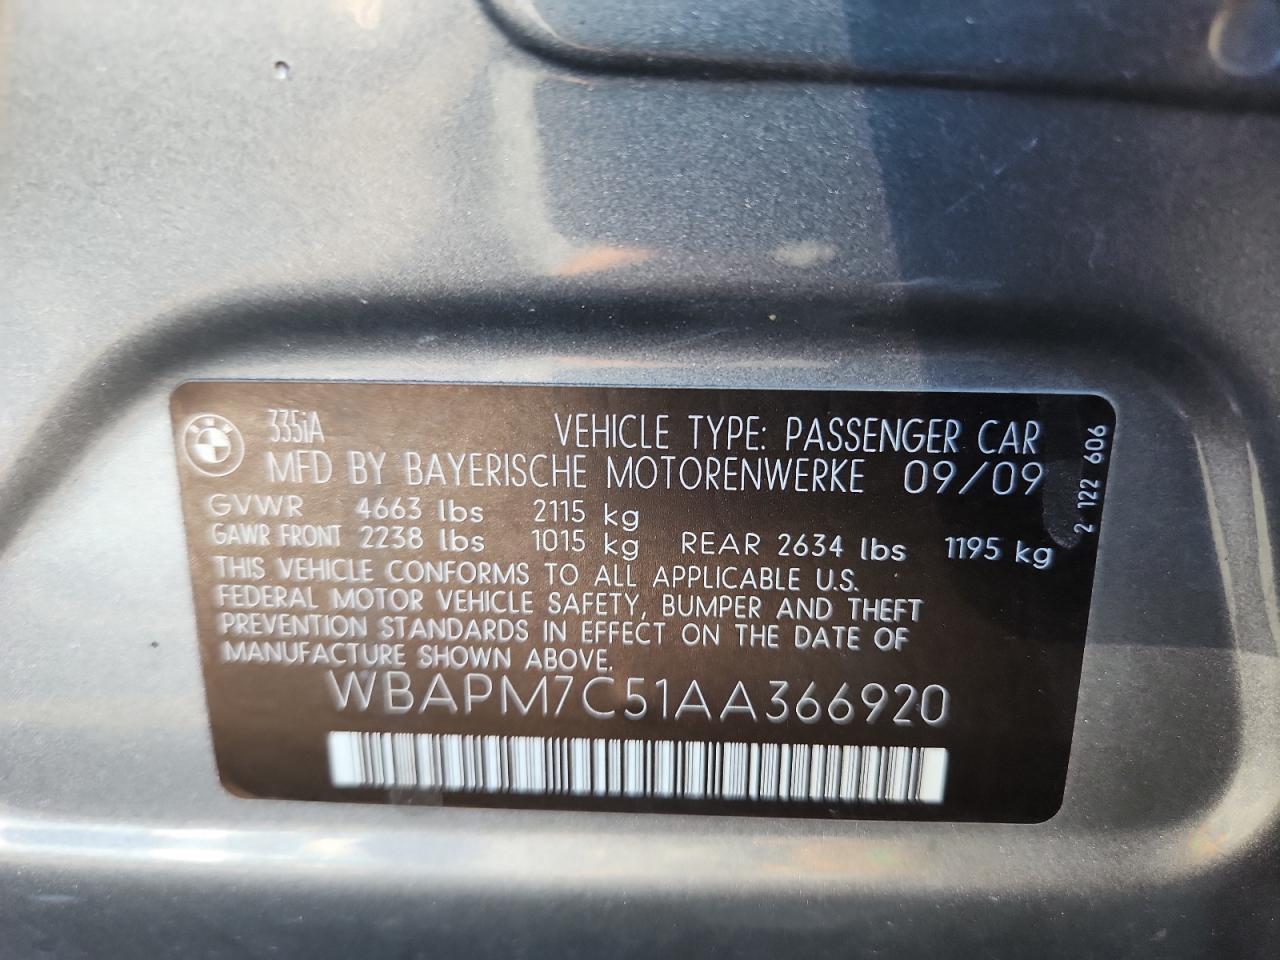 335iA
VEHICLE TYPE: PASSENGER CAR
MFD BY BAYERISCHE MOTORENWERKE 09/09
GVWR 4663 lbs 2115 kg
GAWR FRONT 2238 lbs 1015 kg REAR 2634 lbs 1195 kg
THIS VEHICLE CONFORMS TO ALL APPLICABLE U.S.
FEDERAL MOTOR VEHICLE SAFETY, BUMPER AND THEFT
PREVENTION STANDARDS IN EFFECT ON THE DATE OF
MANUFACTURE SHOWN ABOVE.
WBAPM7C51AA366920
2 122 606